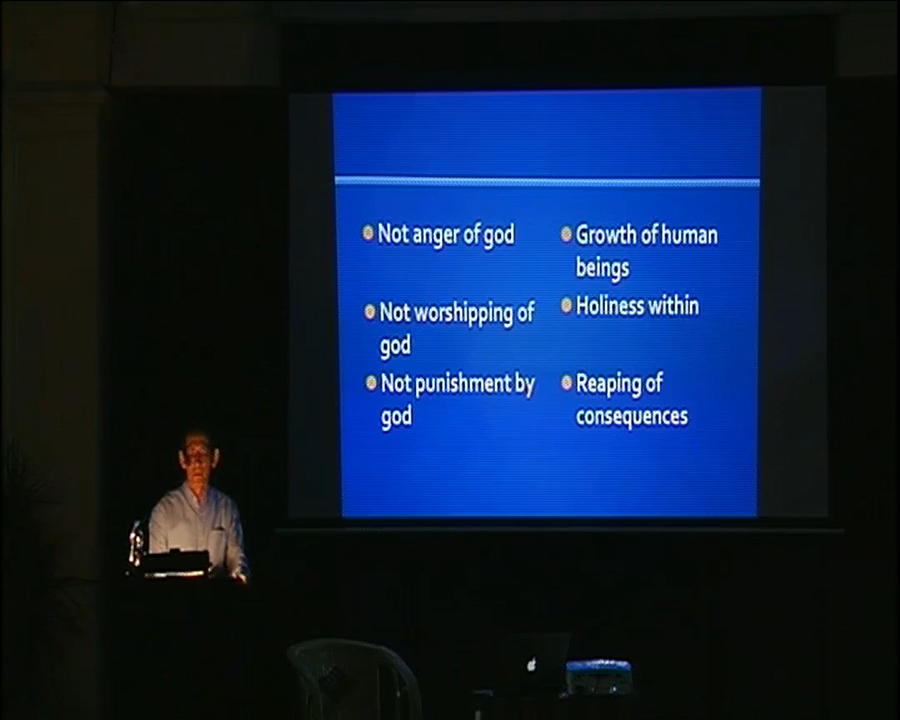 Not anger of god
Growth of human
beings
Not worshipping of
god
Holiness within
Not punishment by
god
Reaping of
consequences